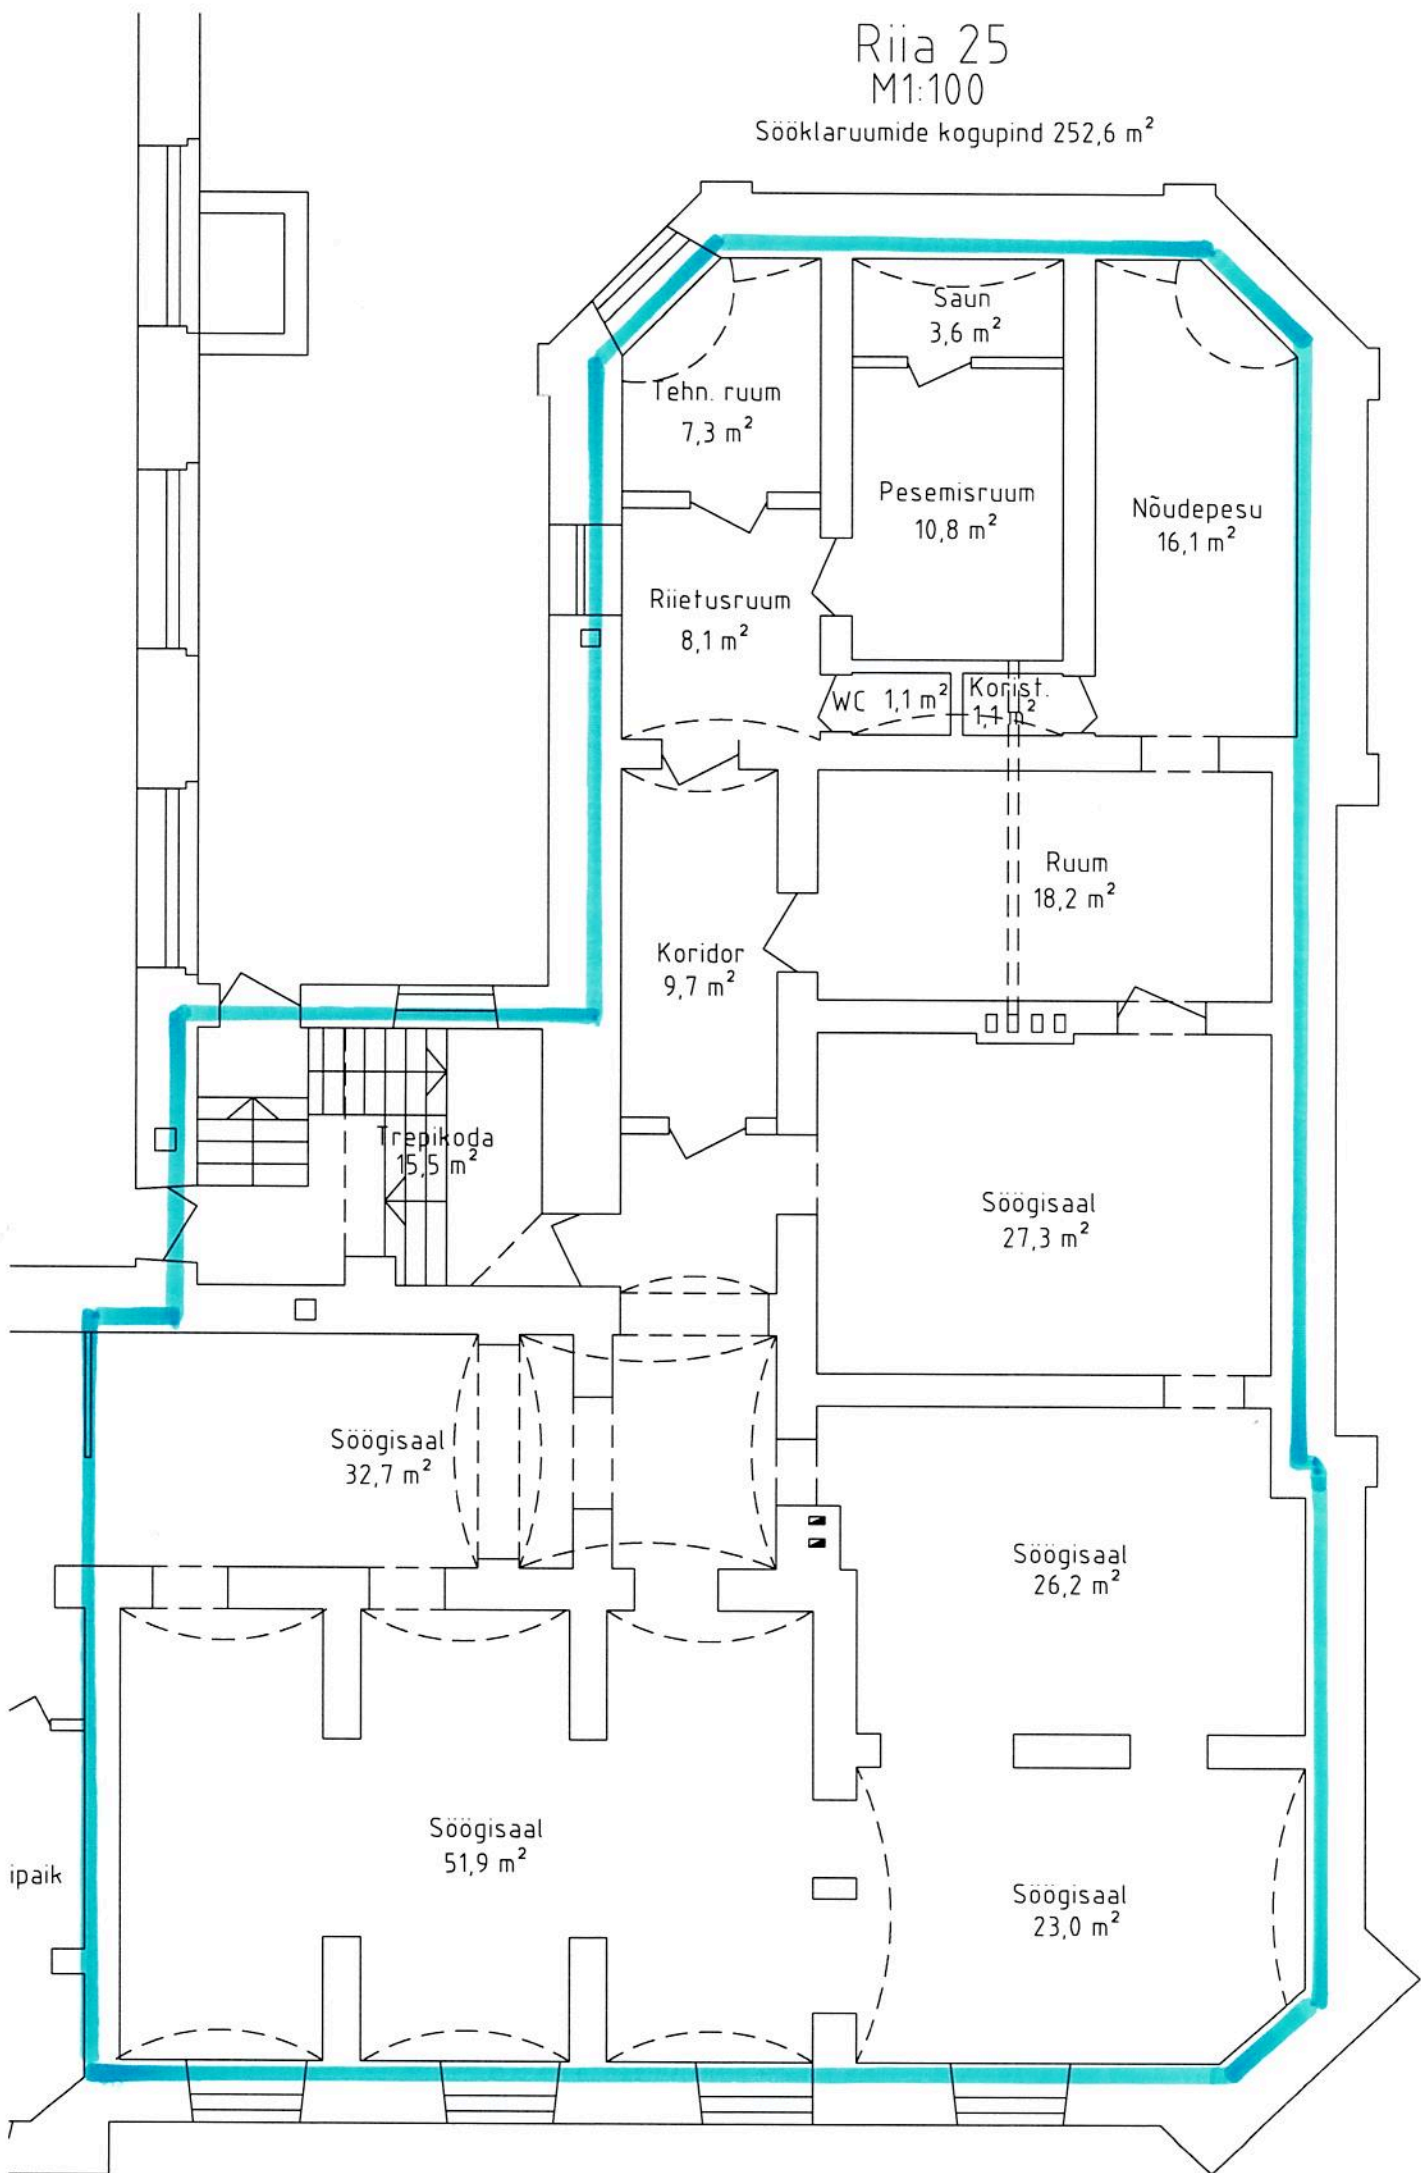 Riia 25
M1:100
Sööklaruumide kogupind 252,6 m²
Saun
3,6 m²
Tehn. ruum
7,3 m²
Pesemisruum
10,8 m²
Nõudepesu
16,1 m²
Riietusruum
8,1 m²
WC 1,1 m²
Korist.
1,1 m²
Ruum
18,2 m²
Koridor
9,7 m²
Trepikoda
15,5 m²
Söögisaal
27,3 m²
Söögisaal
32,7 m²
Söögisaal
26,2 m²
Söögisaal
51,9 m²
ipaik
Söögisaal
23,0 m²